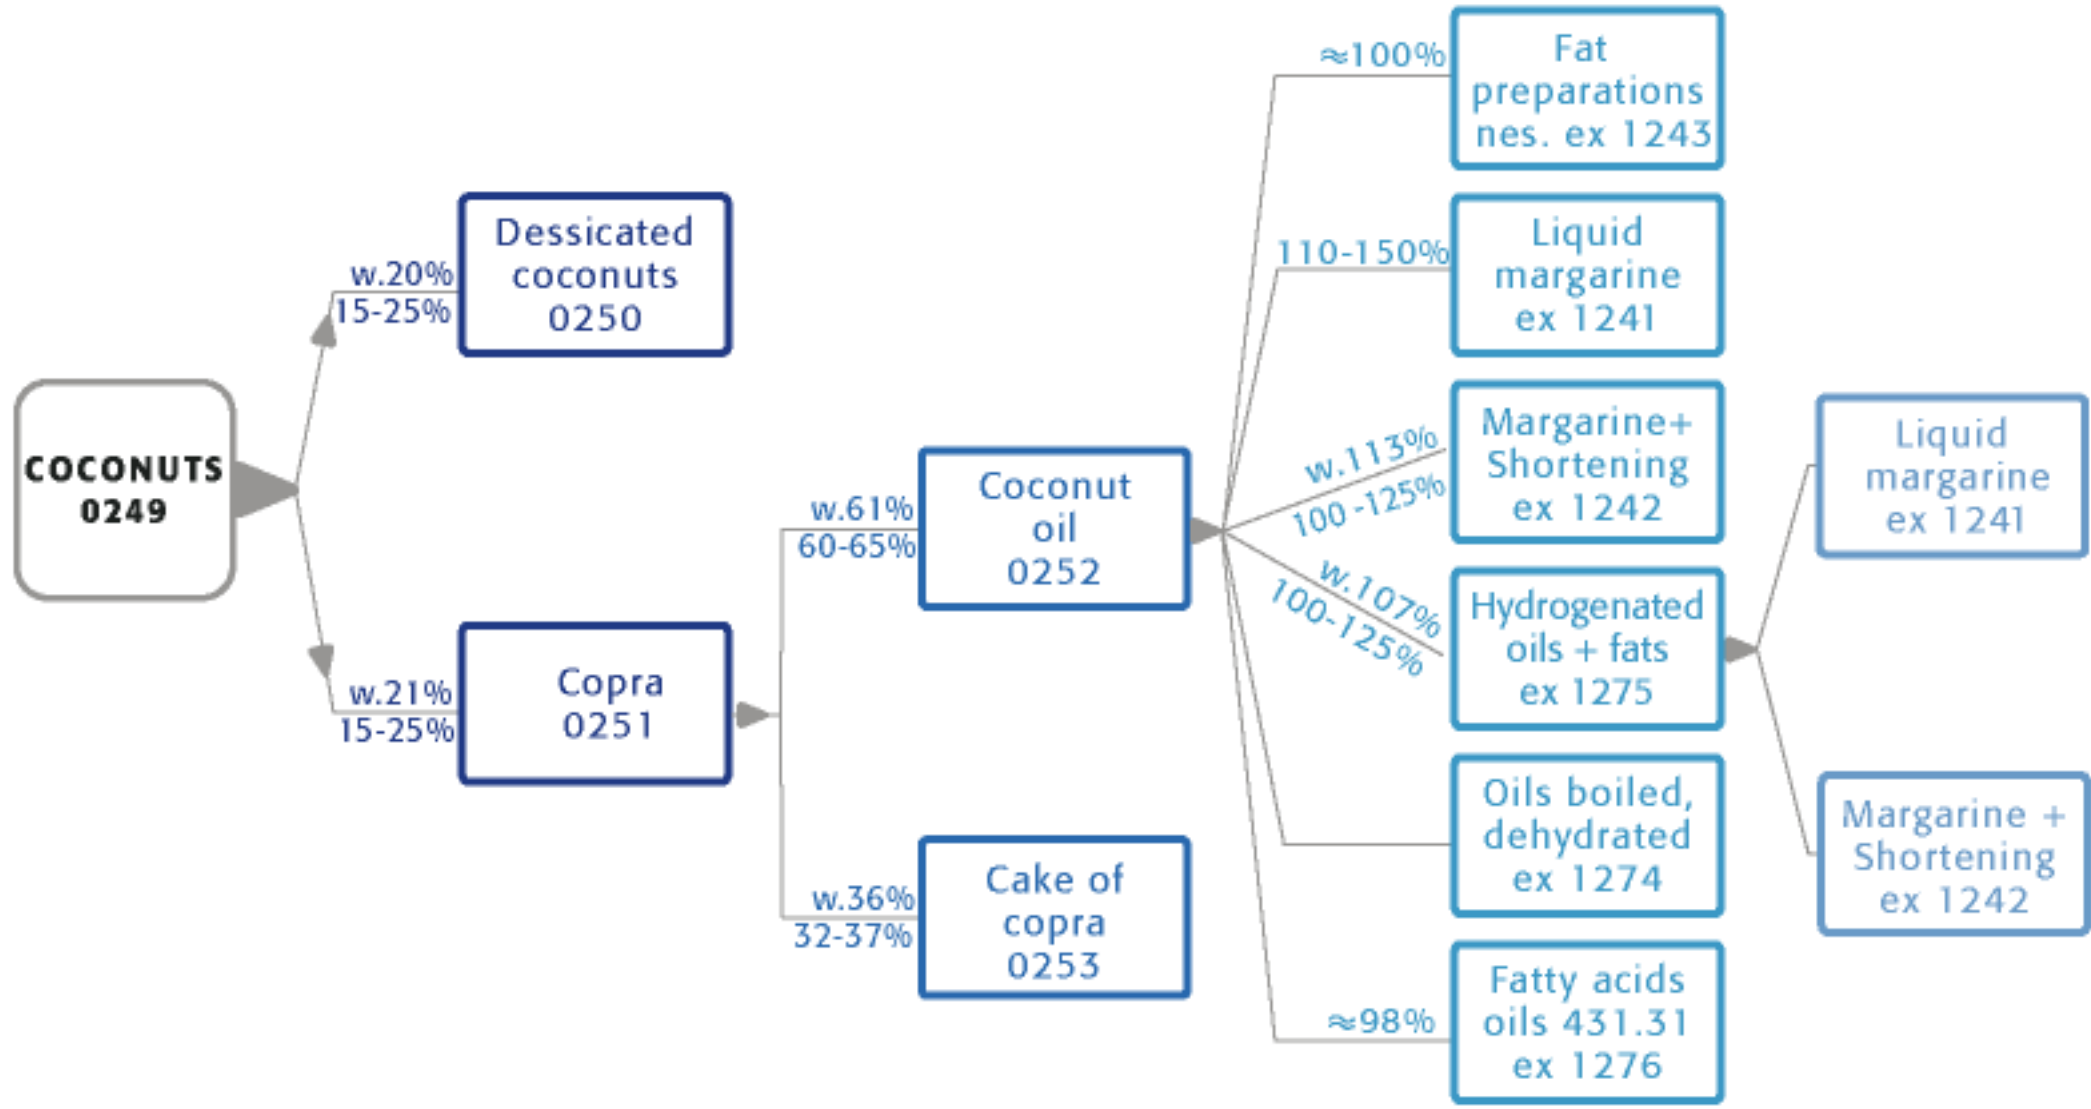 COCONUTS
0249
w.20%
15-25%
Dessicated
coconuts
0250
w.21%
15-25%
Copra
0251
w.61%
60-65%
Coconut
oil
0252
w.36%
32-37%
Cake of
copra
0253
≈100%
Fat
preparations
nes. ex 1243
110-150%
Liquid
margarine
ex 1241
w.113%
100-125%
Margarine+
Shortening
ex 1242
w.107%
100-125%
Hydrogenated
oils + fats
ex 1275
Oils boiled,
dehydrated
ex 1274
≈98%
Fatty acids
oils 431.31
ex 1276
Liquid
margarine
ex 1241
Margarine +
Shortening
ex 1242